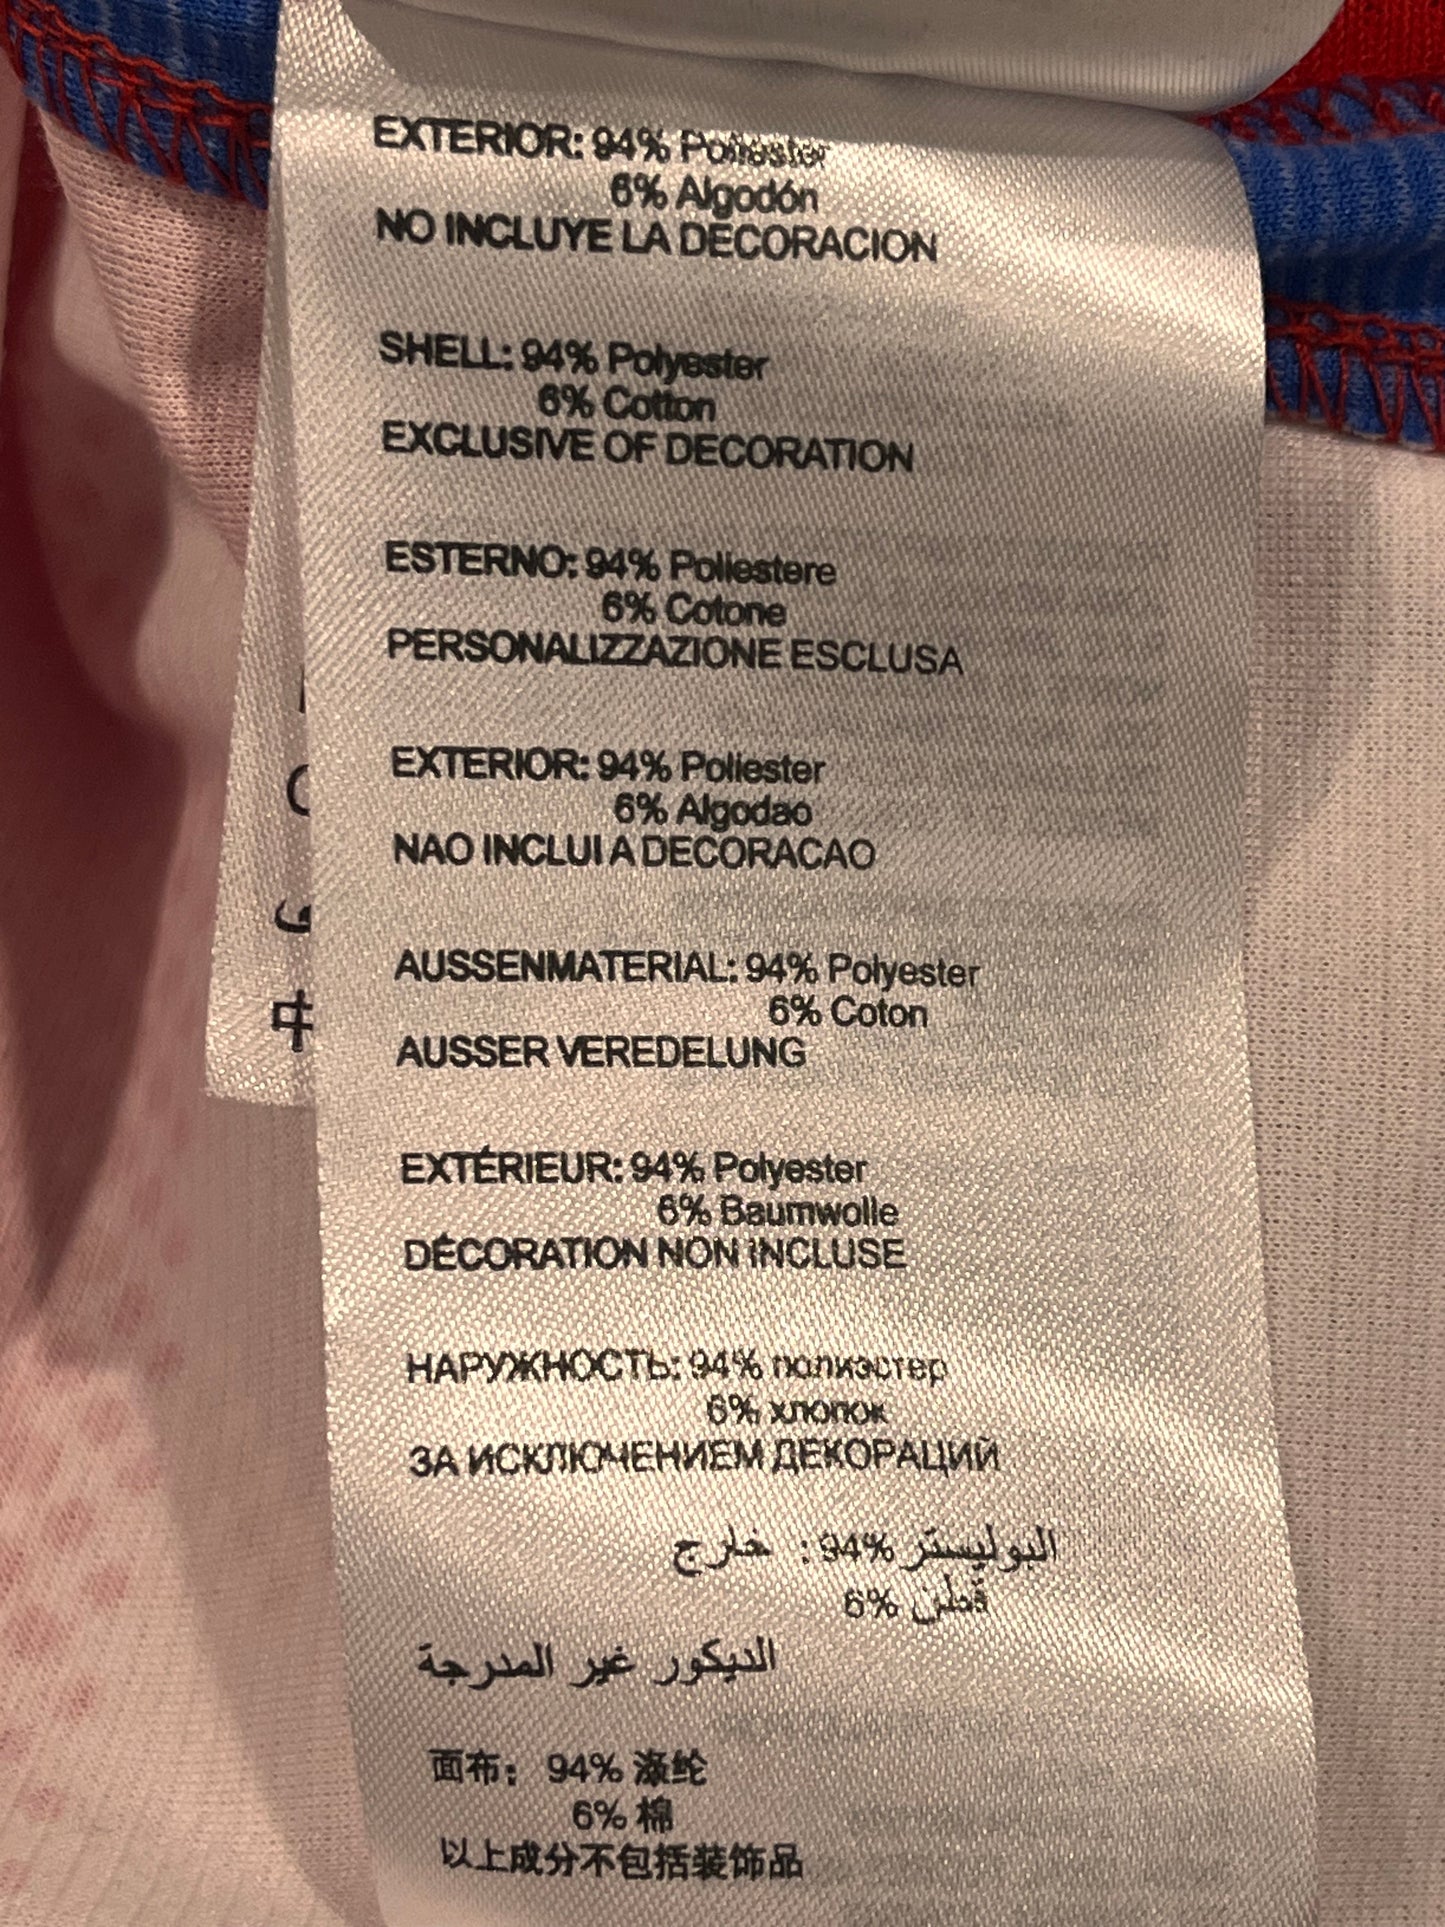 EXTERIOR: 94% Poliester
6% Algodón
NO INCLUYE LA DECORACION
SHELL: 94% Polyester
6% Cotton
EXCLUSIVE OF DECORATION
ESTERNO: 94% Poliestere
6% Cotone
PERSONALIZZAZIONE ESCLUSA
EXTERIOR: 94% Poliester
6% Algodao
NAO INCLUI A DECORACAO
AUSSENMATERIAL: 94% Polyester
6% Coton
AUSSER VEREDELUNG
EXTÉRIEUR: 94% Polyester
6% Baumwolle
DÉCORATION NON INCLUSE
НАРУЖНОСТЬ: 94% полиэстер
6% хлопок
ЗА ИСКЛЮЧЕНИЕМ ДЕКОРАЦИЙ
البوليستر 94% : خارج
قطن 6%
الديكور غير المدرجة
面布： 94% 涤纶
6% 棉
以上成分不包括装饰品
中